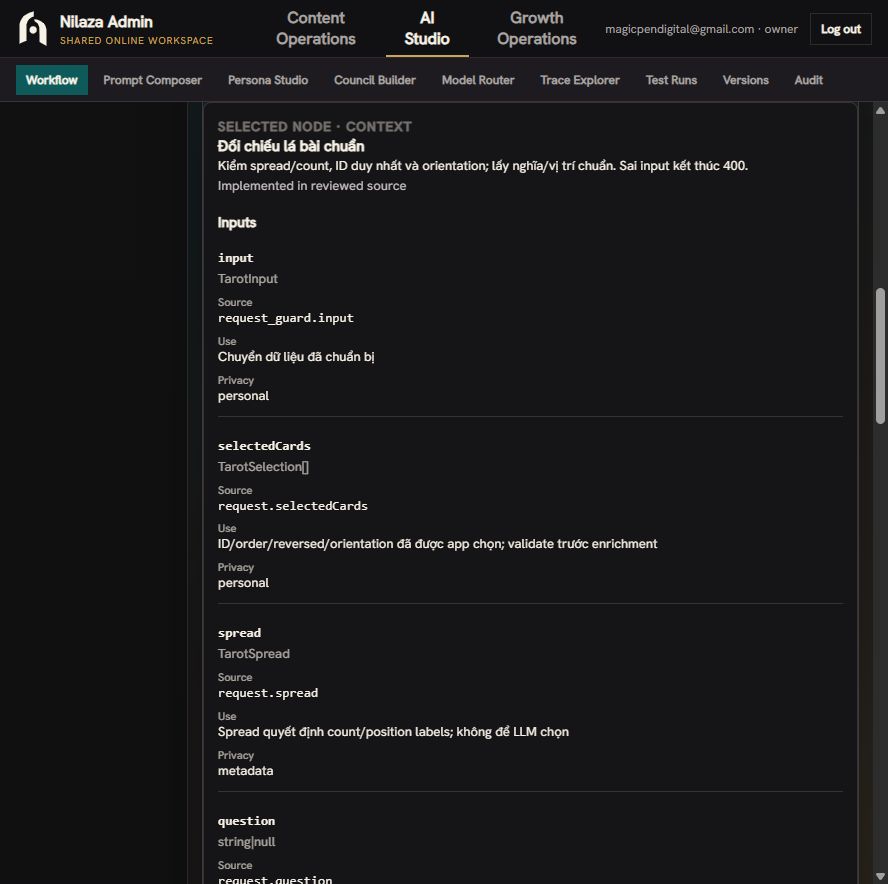 Nilaza Admin
SHARED ONLINE WORKSPACE
Content
Operations
AI
Studio
Growth
Operations
magicpendigital@gmail.com · owner
Log out
Workflow
Prompt Composer
Persona Studio
Council Builder
Model Router
Trace Explorer
Test Runs
Versions
Audit
SELECTED NODE · CONTEXT
Đối chiếu lá bài chuẩn
Kiểm spread/count, ID duy nhất và orientation; lấy nghĩa/vị trí chuẩn. Sai input kết thúc 400.
Implemented in reviewed source
Inputs
input
TarotInput
Source
request_guard.input
Use
Chuyển dữ liệu đã chuẩn bị
Privacy
personal
selectedCards
TarotSelection[]
Source
request.selectedCards
Use
ID/order/reversed/orientation đã được app chọn; validate trước enrichment
Privacy
personal
spread
TarotSpread
Source
request.spread
Use
Spread quyết định count/position labels; không để LLM chọn
Privacy
metadata
question
string|null
Source
request.question